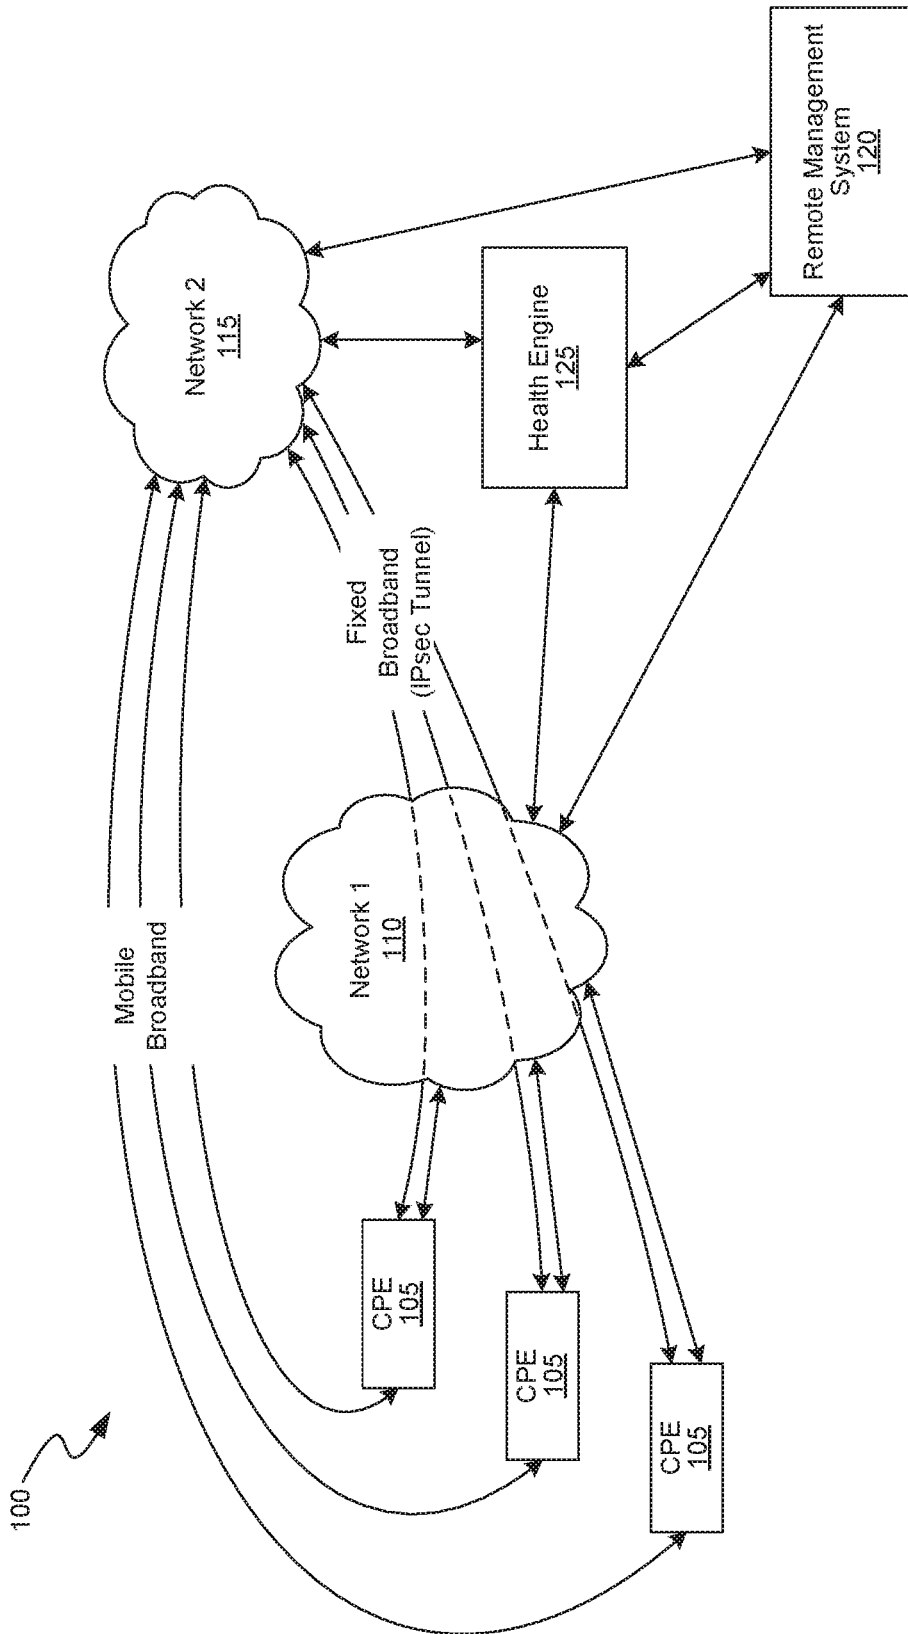 100
Mobile
Broadband
Network 2
115
Fixed
Broadband
(IPsec Tunnel)
Network 1
110
CPE
105
CPE
105
CPE
105
Health Engine
125
Remote Management
System
120